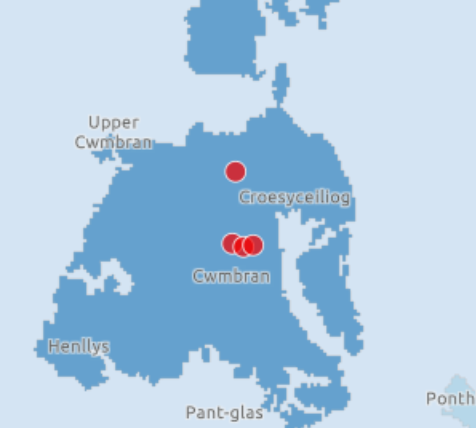 Upper
Cwmbran
Croesyceiliog
Cwmbran
Henllys
Ponth
Pant-glas